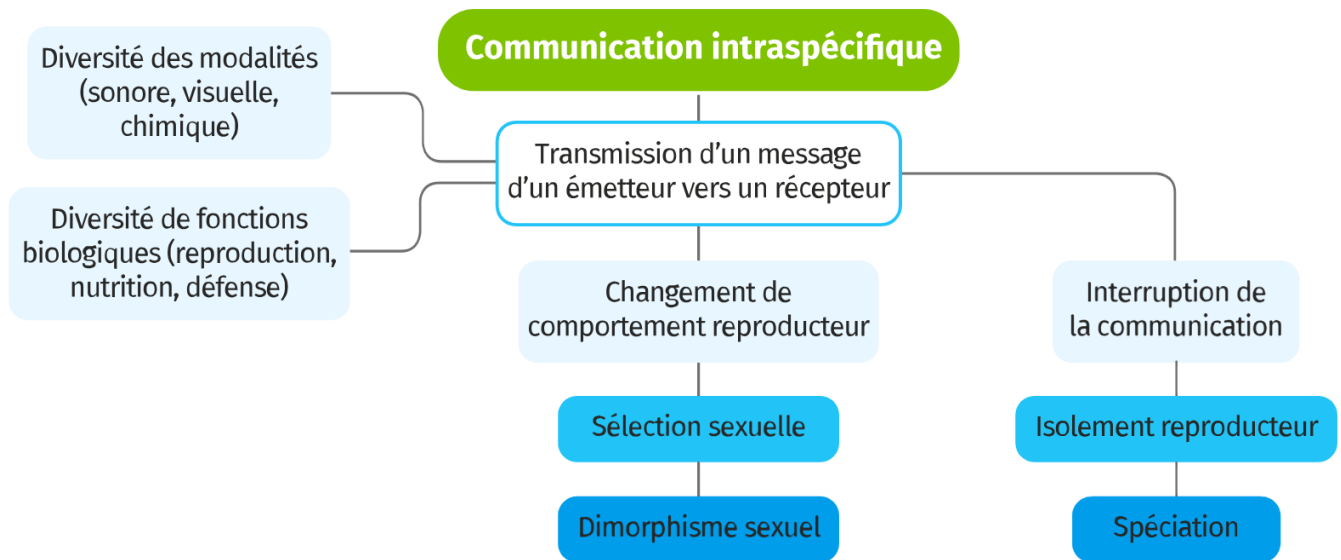 Communication intraspécifique
Diversité des modalités
(sonore, visuelle,
chimique)
Transmission d'un message
d'un émetteur vers un récepteur
Diversité de fonctions
biologiques (reproduction,
nutrition, défense)
Changement de
comportement reproducteur
Interruption de
la communication
Sélection sexuelle
Isolement reproducteur
Dimorphisme sexuel
Spéciation